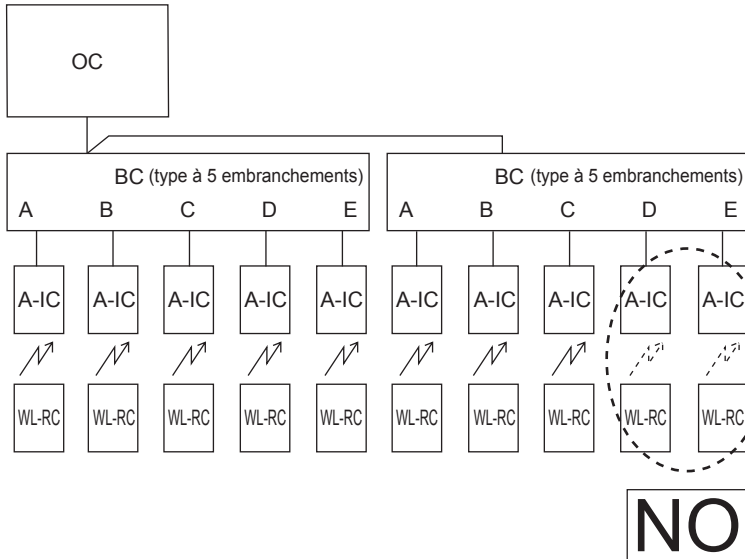 OC
BC (type à 5 embranchements) BC (type à 5 embranchements)
A B C D E A B C D E
A-IC A-IC A-IC A-IC A-IC A-IC A-IC A-IC A-IC A-IC
WL-RC WL-RC WL-RC WL-RC WL-RC WL-RC WL-RC WL-RC WL-RC WL-RC
NO